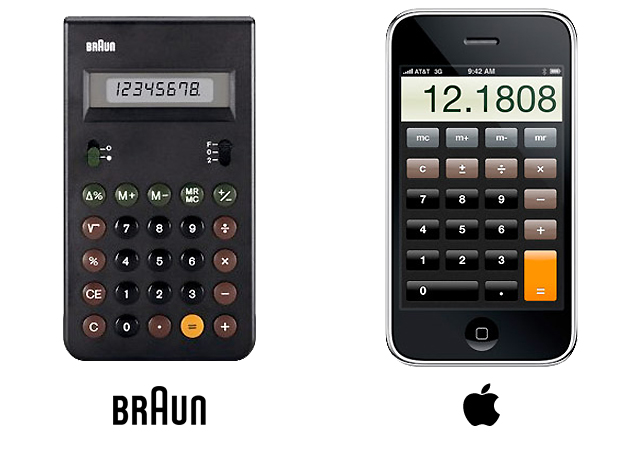 BRAUN
12345678.
F
0
2
Δ% M+ M− MR MC +/−
√ 7 8 9 ÷
% 4 5 6 ×
CE 1 2 3 −
C 0 • = +
BRAUN
AT&T 3G 9:42 AM
12.1808
mc m+ m- mr
c ± ÷ ×
7 8 9 −
4 5 6 +
1 2 3
0 . =